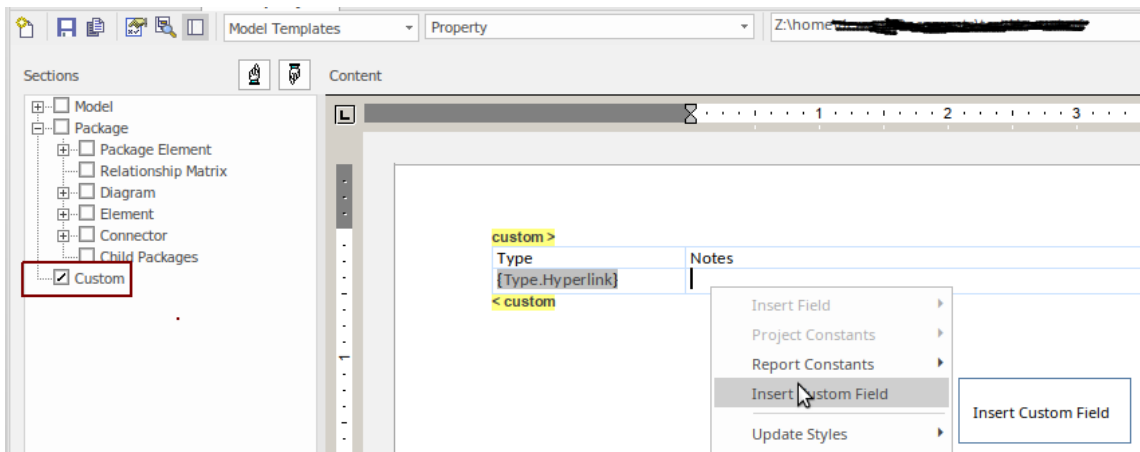 Model Templates
Property
Z:\home
Sections
Content
Model
Package
Package Element
Relationship Matrix
Diagram
Element
Connector
Child Packages
Custom
L
1 2 3
1
custom >
Type Notes
{Type.Hyperlink}
< custom
Insert Field
Project Constants
Report Constants
Insert Custom Field
Update Styles
Insert Custom Field